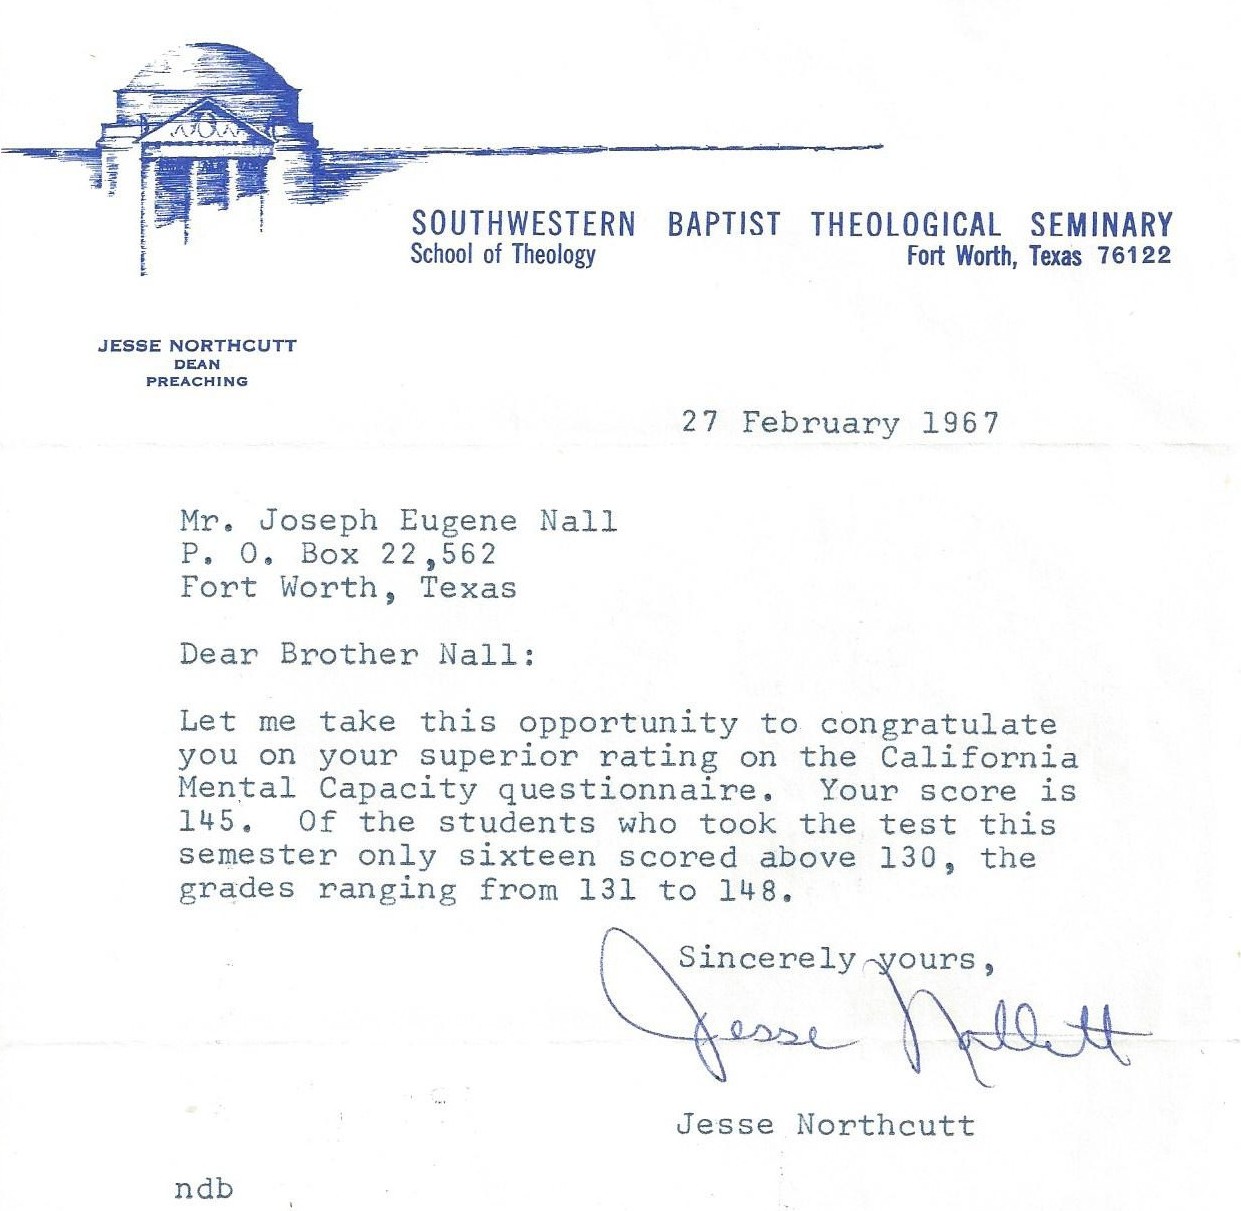 SOUTHWESTERN BAPTIST THEOLOGICAL SEMINARY
School of Theology Fort Worth, Texas 76122
JESSE NORTHCUTT
DEAN
PREACHING
27 February 1967
Mr. Joseph Eugene Nall
P. O. Box 22,562
Fort Worth, Texas
Dear Brother Nall:
Let me take this opportunity to congratulate
you on your superior rating on the California
Mental Capacity questionnaire. Your score is
145. Of the students who took the test this
semester only sixteen scored above 130, the
grades ranging from 131 to 148.
Sincerely yours,
Jesse Northcutt
Jesse Northcutt
ndb